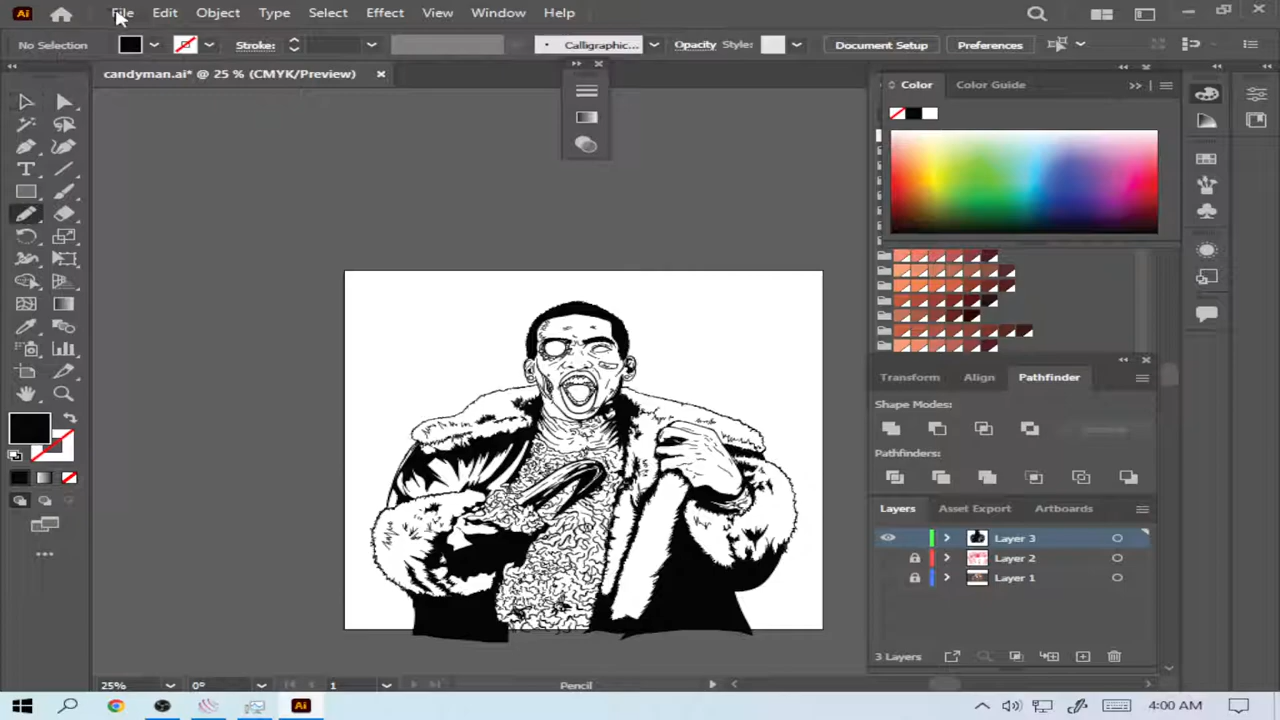 Ai File Edit Object Type Select Effect View Window Help
No Selection Stroke: Calligraphic... Opacity Style: Document Setup Preferences
candyman.ai* @ 25 % (CMYK/Preview)
Color Color Guide
Transform Align Pathfinder
Shape Modes:
Pathfinders:
Layers Asset Export Artboards
Layer 3
Layer 2
Layer 1
3 Layers
25% 0° 1 Pencil
Ai 4:00 AM